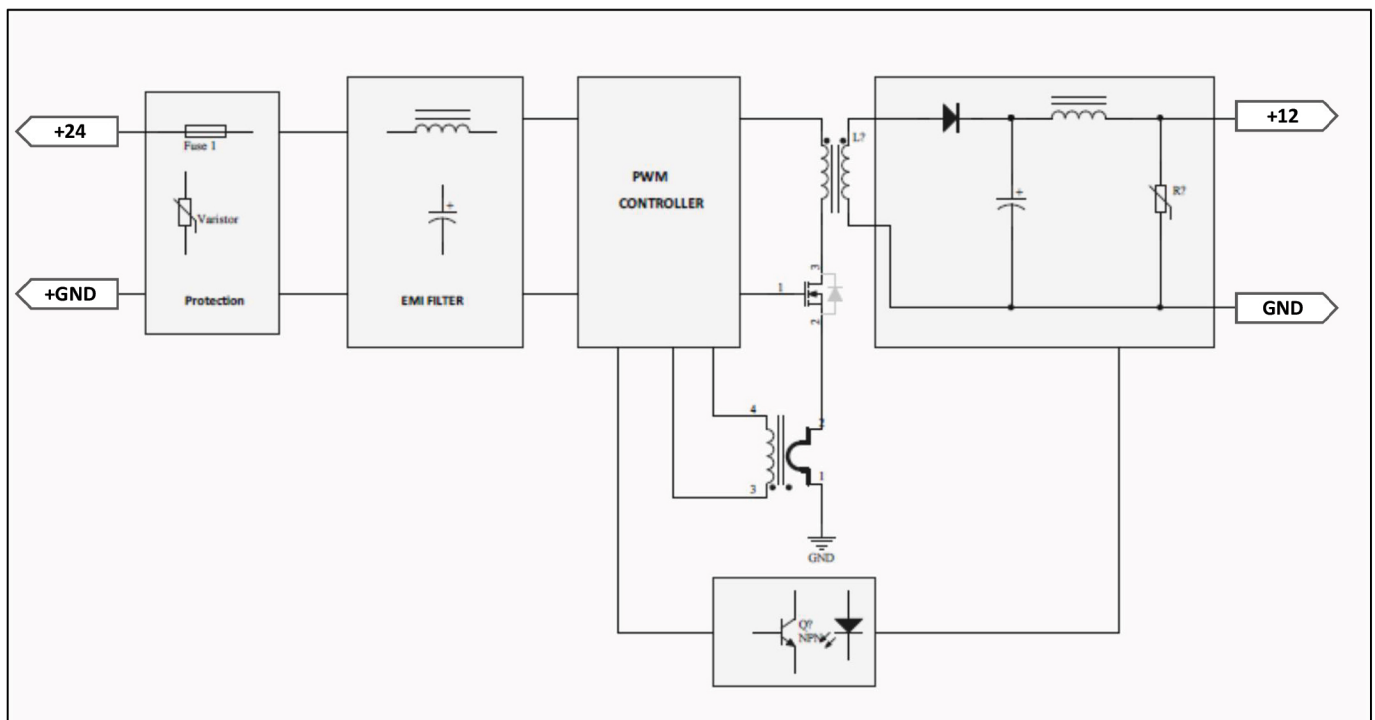 +24
Fuse 1
Varistor
+GND
Protection
EMI FILTER
PWM
CONTROLLER
L?
3
1
2
+
+
R?
+12
GND
4
3
2
1
GND
Q?
NPN